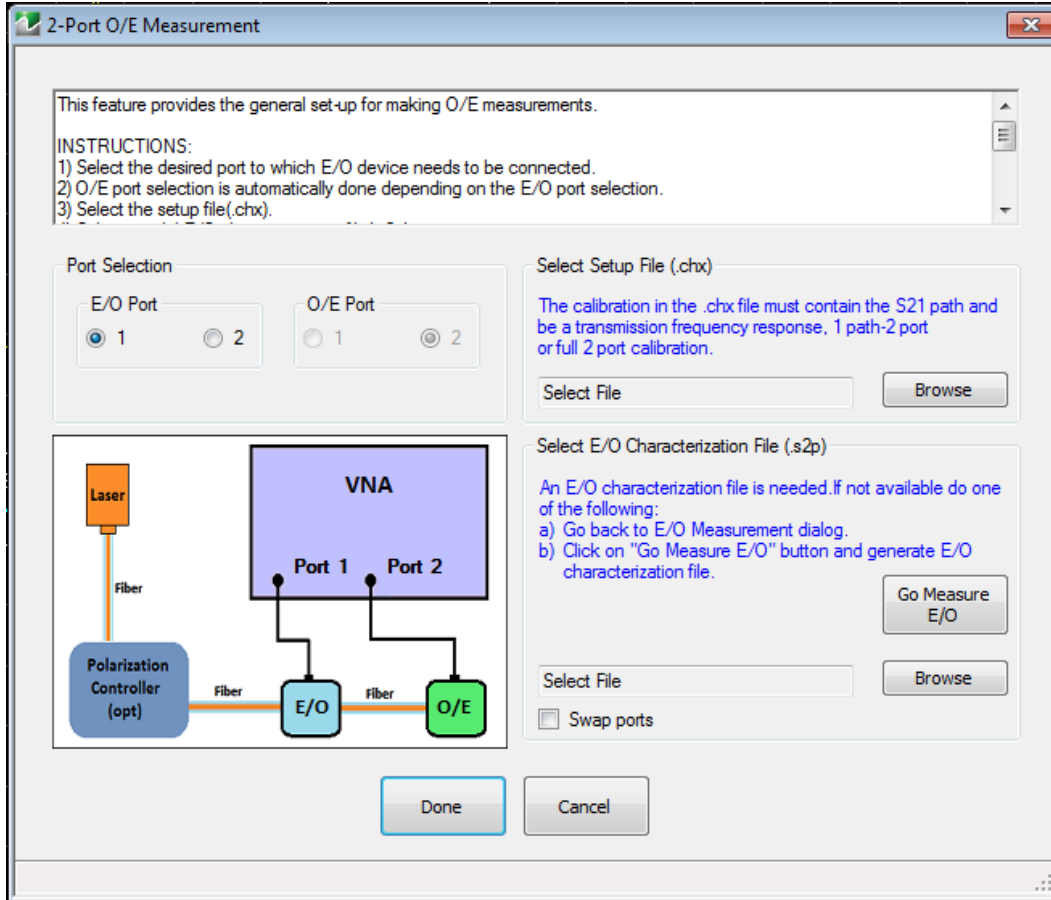 2-Port O/E Measurement
This feature provides the general set-up for making O/E measurements.
INSTRUCTIONS:
1) Select the desired port to which E/O device needs to be connected.
2) O/E port selection is automatically done depending on the E/O port selection.
3) Select the setup file(.chx).
Port Selection
E/O Port
1
2
O/E Port
1
2
Select Setup File (.chx)
The calibration in the .chx file must contain the S21 path and
be a transmission frequency response, 1 path-2 port
or full 2 port calibration.
Select File
Browse
Laser
Fiber
Polarization
Controller
(opt)
Fiber
VNA
Port 1
Port 2
E/O
Fiber
O/E
Select E/O Characterization File (.s2p)
An E/O characterization file is needed.If not available do one
of the following:
a) Go back to E/O Measurement dialog.
b) Click on "Go Measure E/O" button and generate E/O
characterization file.
Go Measure
E/O
Select File
Browse
Swap ports
Done
Cancel